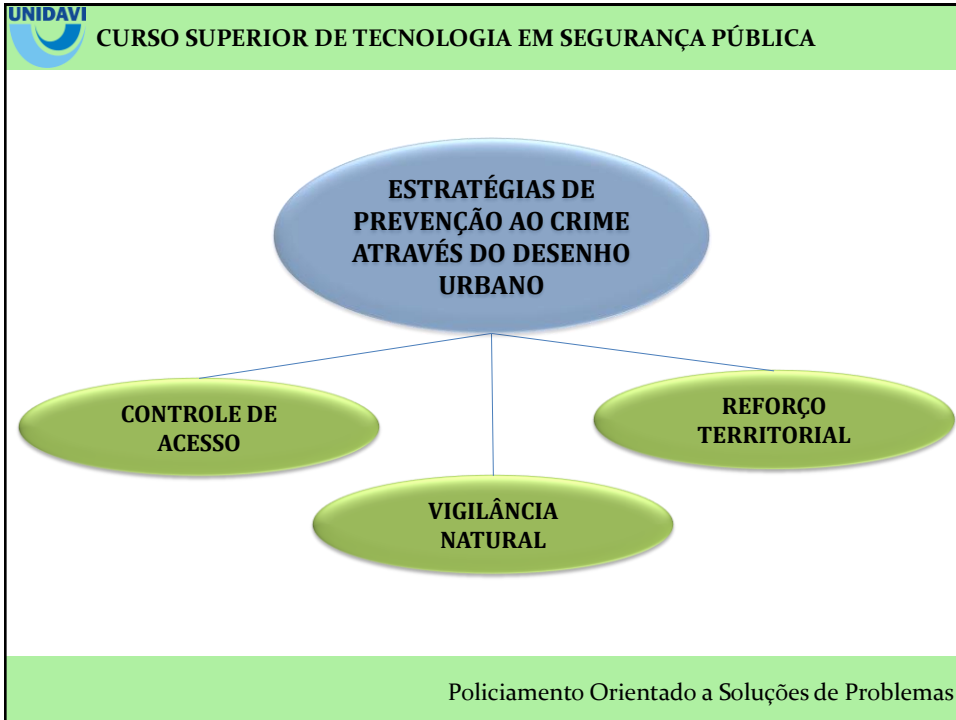 UNIDAVI
CURSO SUPERIOR DE TECNOLOGIA EM SEGURANÇA PÚBLICA
ESTRATÉGIAS DE
PREVENÇÃO AO CRIME
ATRAVÉS DO DESENHO
URBANO
CONTROLE DE
ACESSO
REFORÇO
TERRITORIAL
VIGILÂNCIA
NATURAL
Policiamento Orientado a Soluções de Problemas